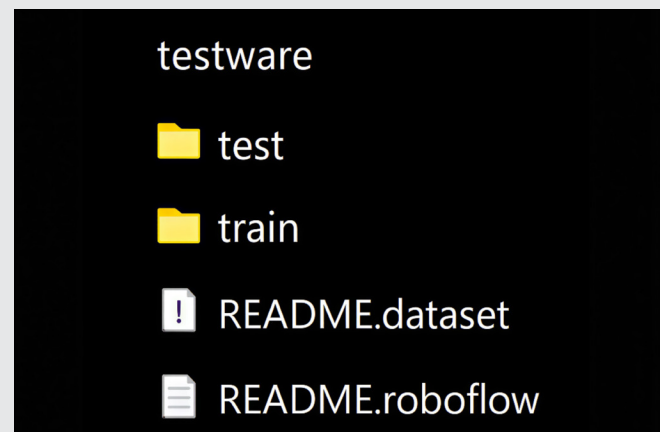 testware
test
train
README.dataset
README.roboflow